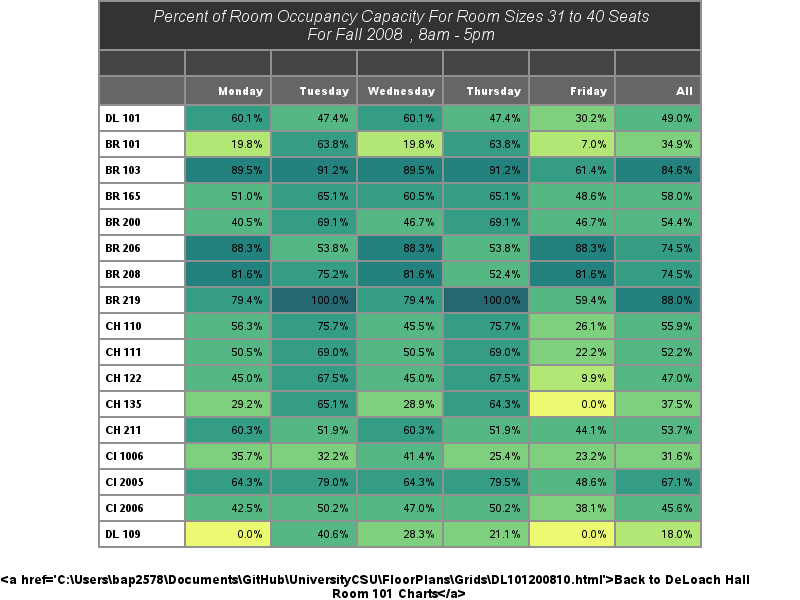 Percent of Room Occupancy Capacity For Room Sizes 31 to 40 Seats
For Fall 2008 , 8am - 5pm
Monday Tuesday Wednesday Thursday Friday All
DL 101 60.1% 47.4% 60.1% 47.4% 30.2% 49.0%
BR 101 19.8% 63.8% 19.8% 63.8% 7.0% 34.9%
BR 103 89.5% 91.2% 89.5% 91.2% 61.4% 84.6%
BR 165 51.0% 65.1% 60.5% 65.1% 48.6% 58.0%
BR 200 40.5% 69.1% 46.7% 69.1% 46.7% 54.4%
BR 206 88.3% 53.8% 88.3% 53.8% 88.3% 74.5%
BR 208 81.6% 75.2% 81.6% 52.4% 81.6% 74.5%
BR 219 79.4% 100.0% 79.4% 100.0% 59.4% 88.0%
CH 110 56.3% 75.7% 45.5% 75.7% 26.1% 55.9%
CH 111 50.5% 69.0% 50.5% 69.0% 22.2% 52.2%
CH 122 45.0% 67.5% 45.0% 67.5% 9.9% 47.0%
CH 135 29.2% 65.1% 28.9% 64.3% 0.0% 37.5%
CH 211 60.3% 51.9% 60.3% 51.9% 44.1% 53.7%
CI 1006 35.7% 32.2% 41.4% 25.4% 23.2% 31.6%
CI 2005 64.3% 79.0% 64.3% 79.5% 48.6% 67.1%
CI 2006 42.5% 50.2% 47.0% 50.2% 38.1% 45.6%
DL 109 0.0% 40.6% 28.3% 21.1% 0.0% 18.0%
<a href='C:\Users\bap2578\Documents\GitHub\UniversityCSU\FloorPlans\Grids\DL101200810.html'>Back to DeLoach Hall
Room 101 Charts</a>